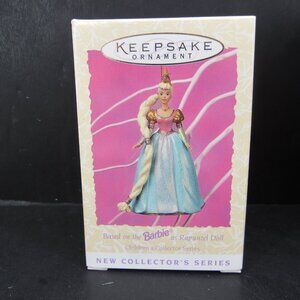 KEEPSAKE
ORNAMENT
Based on the Barbie® as Rapunzel Doll
Children's Collector Series
NEW COLLECTOR'S SERIES